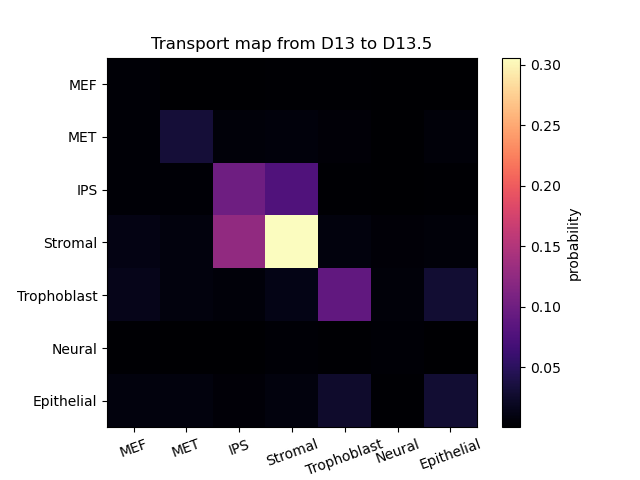 Transport map from D13 to D13.5
MEF
MET
IPS
Stromal
Trophoblast
Neural
Epithelial
MEF
MET
IPS
Stromal
Trophoblast
Neural
Epithelial
0.30
0.25
0.20
0.15
0.10
0.05
probability